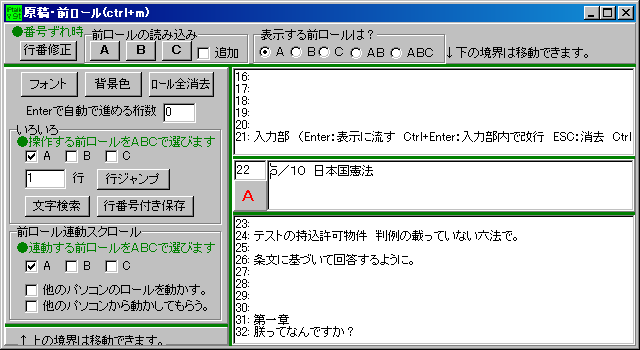 原稿・前ロール(ctrl+m)
●番号ずれ時
行番修正
前ロールの読み込み
A B C 追加
表示する前ロールは？
A B C AB ABC
↓下の境界は移動できます。
フォント 背景色 ロール全消去
Enterで自動で進める桁数 0
いろいろ
●操作する前ロールをABCで選びます
A B C
1 行 行ジャンプ
文字検索 行番号付き保存
前ロール連動スクロール
●連動する前ロールをABCで選びます
A B C
他のパソコンのロールを動かす。
他のパソコンから動かしてもらう。
↑上の境界は移動できます。
16:
17:
18:
19:
20:
21: 入力部 （Enter：表示に流す Ctrl+Enter：入力部内で改行 ESC：消去 Ctrl
22 5／10 日本国憲法
A
23:
24: テストの持込許可物件 判例の載っていない六法で。
25:
26: 条文に基づいて回答するように。
27:
28:
29:
30:
31: 第一章
32: 朕ってなんですか？